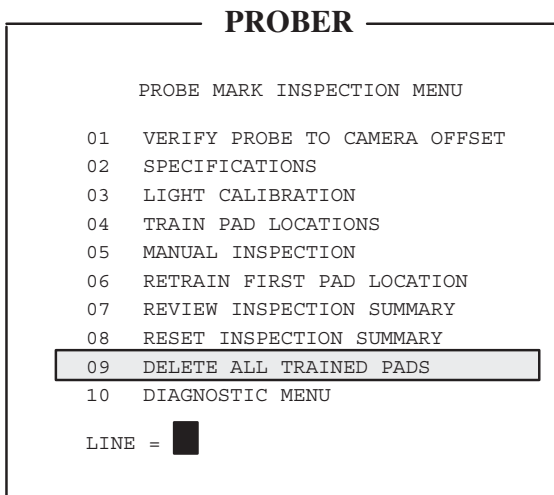 PROBER
PROBE MARK INSPECTION MENU
01 VERIFY PROBE TO CAMERA OFFSET
02 SPECIFICATIONS
03 LIGHT CALIBRATION
04 TRAIN PAD LOCATIONS
05 MANUAL INSPECTION
06 RETRAIN FIRST PAD LOCATION
07 REVIEW INSPECTION SUMMARY
08 RESET INSPECTION SUMMARY
09 DELETE ALL TRAINED PADS
10 DIAGNOSTIC MENU
LINE =